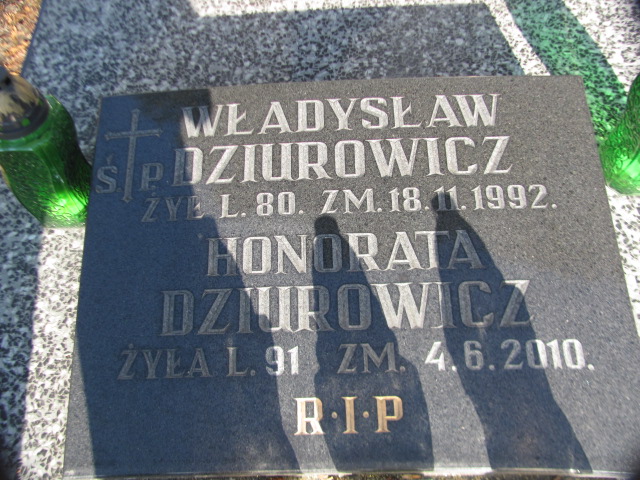 WŁADYSŁAW
Ś P DZIUROWICZ
ŻYŁ L. 80. ZM. 18.11.1992.
HONORATA
DZIUROWICZ
ŻYŁA L. 91 ZM. 4.6.2010.
R·I·P